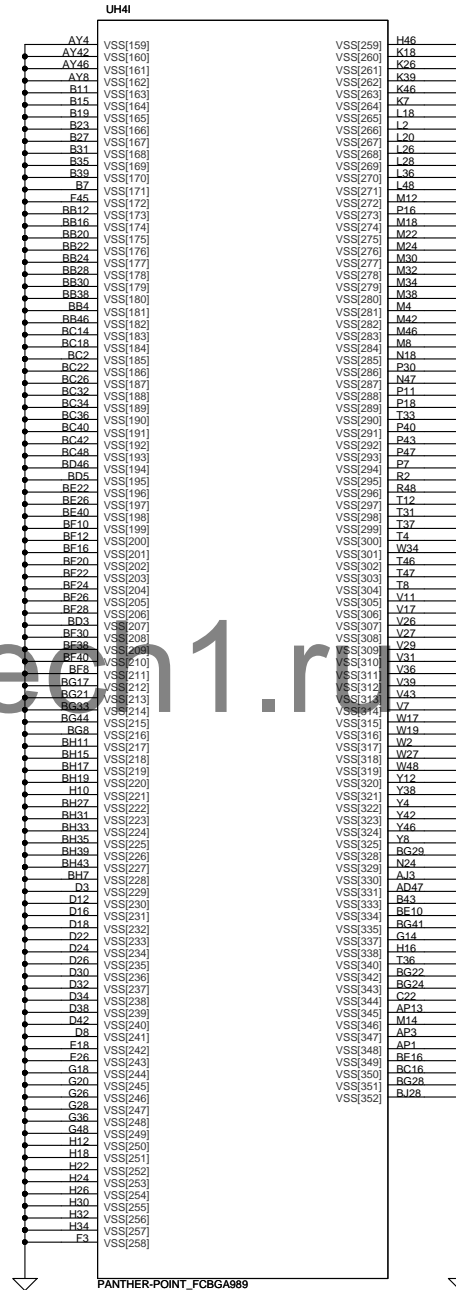 UH4I
AY4 VSS[159] VSS[259] H46
AY42 VSS[160] VSS[260] K18
AY46 VSS[161] VSS[261] K26
AY8 VSS[162] VSS[262] K39
B11 VSS[163] VSS[263] K46
B15 VSS[164] VSS[264] K7
B19 VSS[165] VSS[265] L18
B23 VSS[166] VSS[266] L2
B27 VSS[167] VSS[267] L20
B31 VSS[168] VSS[268] L26
B35 VSS[169] VSS[269] L28
B39 VSS[170] VSS[270] L36
B7 VSS[171] VSS[271] L48
F45 VSS[172] VSS[272] M12
BB12 VSS[173] VSS[273] P16
BB16 VSS[174] VSS[274] M18
BB20 VSS[175] VSS[275] M22
BB22 VSS[176] VSS[276] M24
BB24 VSS[177] VSS[277] M30
BB28 VSS[178] VSS[278] M32
BB30 VSS[179] VSS[279] M34
BB38 VSS[180] VSS[280] M38
BB4 VSS[181] VSS[281] M4
BB46 VSS[182] VSS[282] M42
BC14 VSS[183] VSS[283] M46
BC18 VSS[184] VSS[284] M8
BC2 VSS[185] VSS[285] N18
BC22 VSS[186] VSS[286] P30
BC26 VSS[187] VSS[287] N47
BC32 VSS[188] VSS[288] P11
BC34 VSS[189] VSS[289] P18
BC36 VSS[190] VSS[290] T33
BC40 VSS[191] VSS[291] P40
BC42 VSS[192] VSS[292] P43
BC48 VSS[193] VSS[293] P47
BD46 VSS[194] VSS[294] P7
BD5 VSS[195] VSS[295] R2
BE22 VSS[196] VSS[296] R48
BE26 VSS[197] VSS[297] T12
BE40 VSS[198] VSS[298] T31
BF10 VSS[199] VSS[299] T37
BF12 VSS[200] VSS[300] T4
BF16 VSS[201] VSS[301] W34
BF20 VSS[202] VSS[302] T46
BF22 VSS[203] VSS[303] T47
BF24 VSS[204] VSS[304] T8
BF26 VSS[205] VSS[305] V11
BF28 VSS[206] VSS[306] V17
BD3 VSS[207] VSS[307] V26
BF30 VSS[208] VSS[308] V27
BF38 VSS[209] VSS[309] V29
BF40 VSS[210] VSS[310] V31
BF8 VSS[211] VSS[311] V36
BG17 VSS[212] VSS[312] V39
BG21 VSS[213] VSS[313] V43
BG33 VSS[214] VSS[314] V7
ech1.ru
BG44 VSS[215] VSS[315] W17
BG8 VSS[216] VSS[316] W19
BH11 VSS[217] VSS[317] W2
BH15 VSS[218] VSS[318] W27
BH17 VSS[219] VSS[319] W48
BH19 VSS[220] VSS[320] Y12
H10 VSS[221] VSS[321] Y38
BH27 VSS[222] VSS[322] Y4
BH31 VSS[223] VSS[323] Y42
BH33 VSS[224] VSS[324] Y46
BH35 VSS[225] VSS[325] Y8
BH39 VSS[226] VSS[328] BG29
BH43 VSS[227] VSS[329] N24
BH7 VSS[228] VSS[330] AJ3
D3 VSS[229] VSS[331] AD47
D12 VSS[230] VSS[333] B43
D16 VSS[231] VSS[334] BE10
D18 VSS[232] VSS[335] BG41
D22 VSS[233] VSS[337] G14
D24 VSS[234] VSS[338] H16
D26 VSS[235] VSS[340] T36
D30 VSS[236] VSS[342] BG22
D32 VSS[237] VSS[343] BG24
D34 VSS[238] VSS[344] C22
D38 VSS[239] VSS[345] AP13
D42 VSS[240] VSS[346] M14
D8 VSS[241] VSS[347] AP3
E18 VSS[242] VSS[348] AP1
E26 VSS[243] VSS[349] BE16
G18 VSS[244] VSS[350] BC16
G20 VSS[245] VSS[351] BG28
G26 VSS[246] VSS[352] BJ28
G28 VSS[247]
G36 VSS[248]
G48 VSS[249]
H12 VSS[250]
H18 VSS[251]
H22 VSS[252]
H24 VSS[253]
H26 VSS[254]
H30 VSS[255]
H32 VSS[256]
H34 VSS[257]
F3 VSS[258]
PANTHER-POINT_FCBGA989